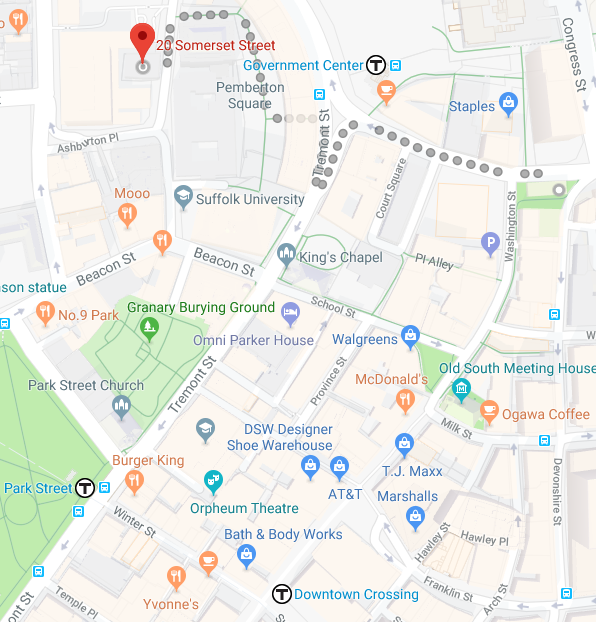 20 Somerset Street
Government Center
T
Congress St
Pemberton
Square
Staples
Tremont St
Ashburton Pl
Court Square
Mooo
Suffolk University
Washington St
P
Beacon St
Beacon St
King's Chapel
Pi Alley
nson statue
No.9 Park
Granary Burying Ground
School St
Omni Parker House
Walgreens
W
Park Street Church
Tremont St
Province St
McDonald's
Old South Meeting House
Ogawa Coffee
Milk St
DSW Designer
Shoe Warehouse
Burger King
T.J. Maxx
Devonshire St
Park Street
T
AT&T
Marshalls
Orpheum Theatre
Winter St
Bath & Body Works
Hawley St
Hawley Pl
Franklin St
Arch St
Yvonne's
T
Downtown Crossing
Temple Pl
ont St